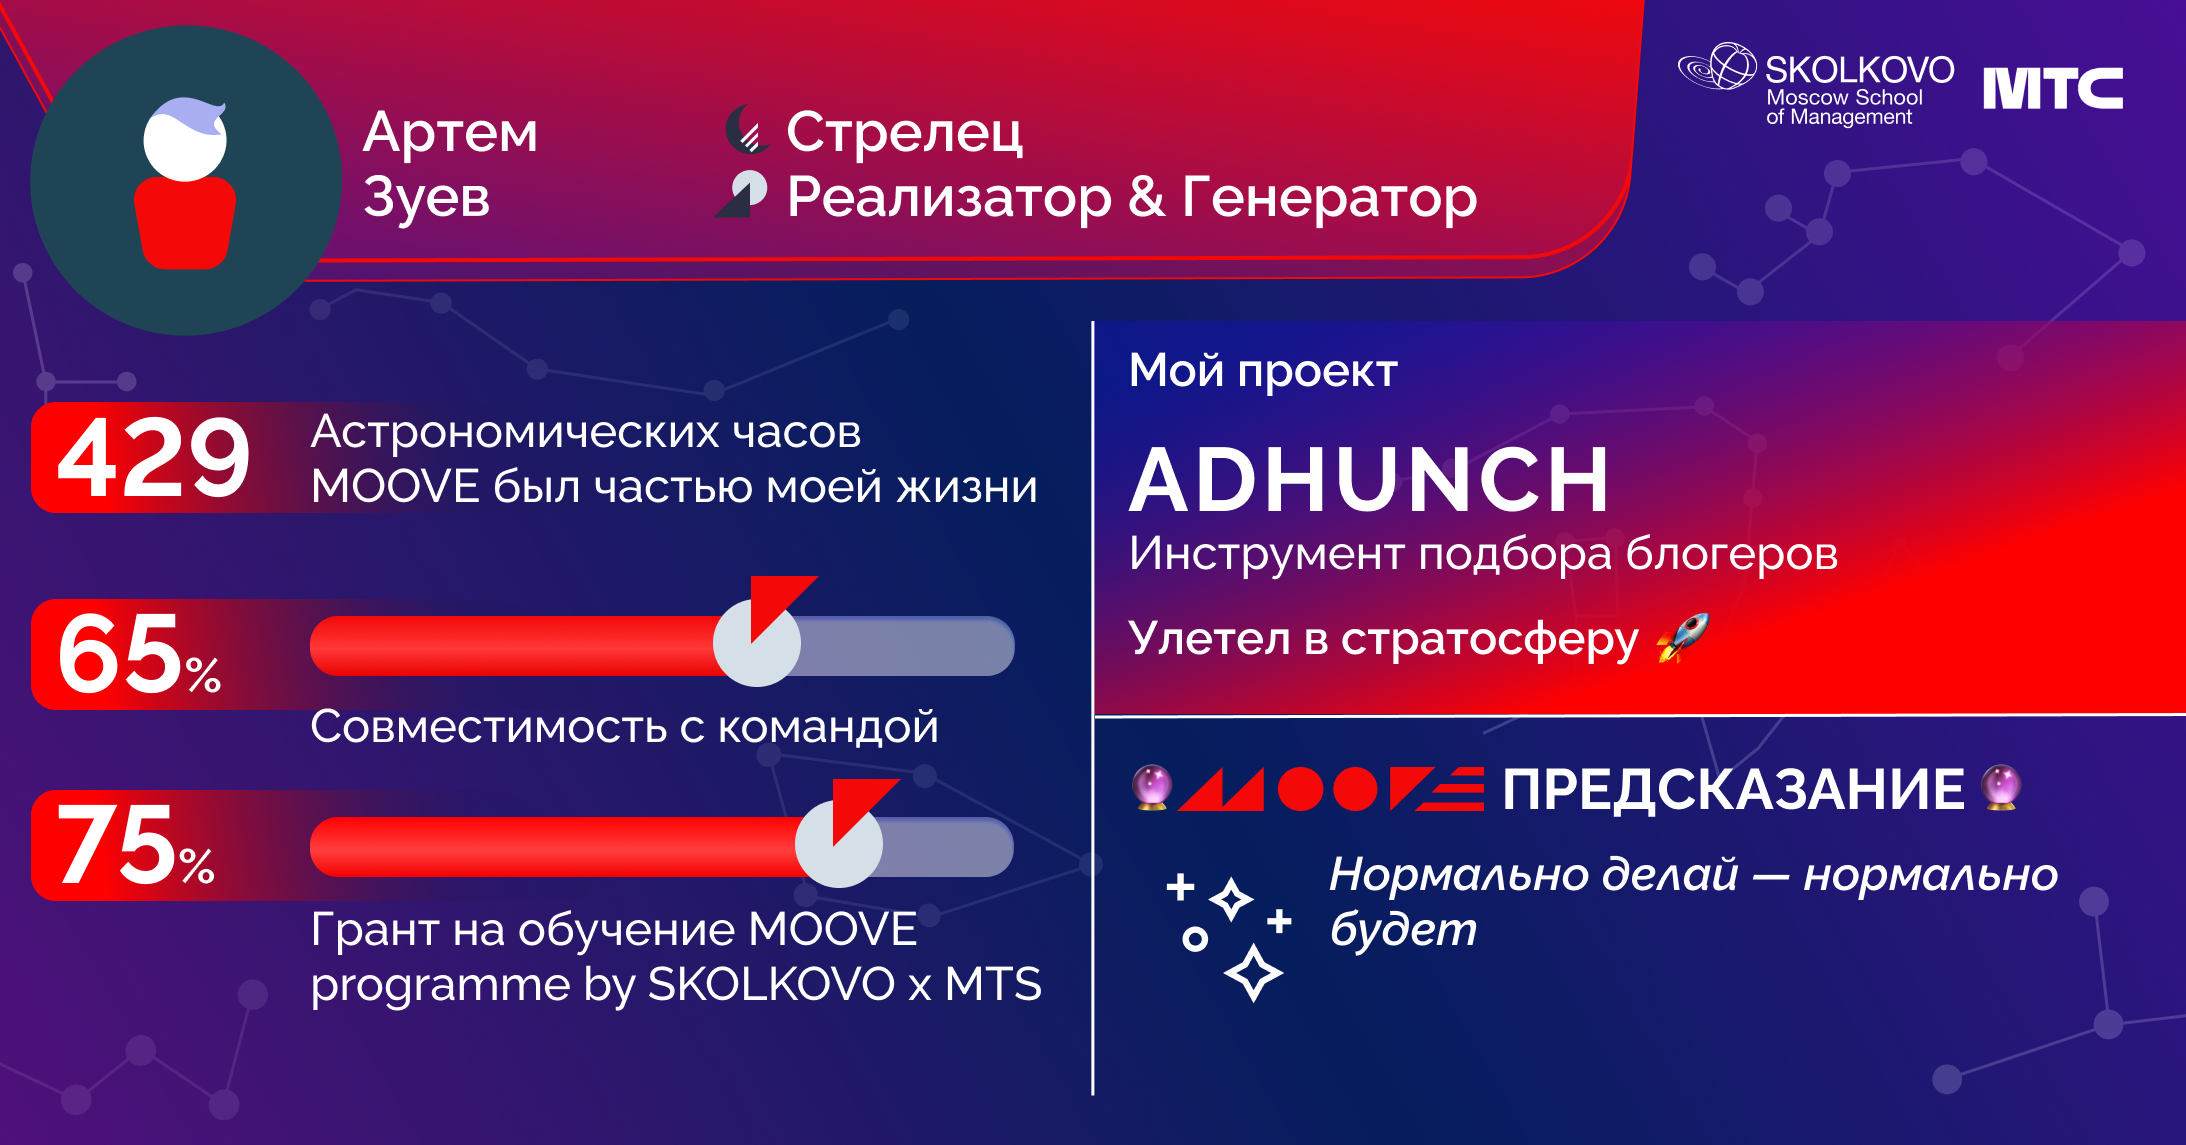 Артем
Зуев
Стрелец
Реализатор & Генератор
SKOLKOVO
Moscow School
of Management
МТС
429
Астрономических часов
MOOVE был частью моей жизни
65%
Совместимость с командой
75%
Грант на обучение MOOVE
programme by SKOLKOVO x MTS
Мой проект
ADHUNCH
Инструмент подбора блогеров
Улетел в стратосферу 🚀
🔮 MOOVE ПРЕДСКАЗАНИЕ 🔮
Нормально делай — нормально
будет